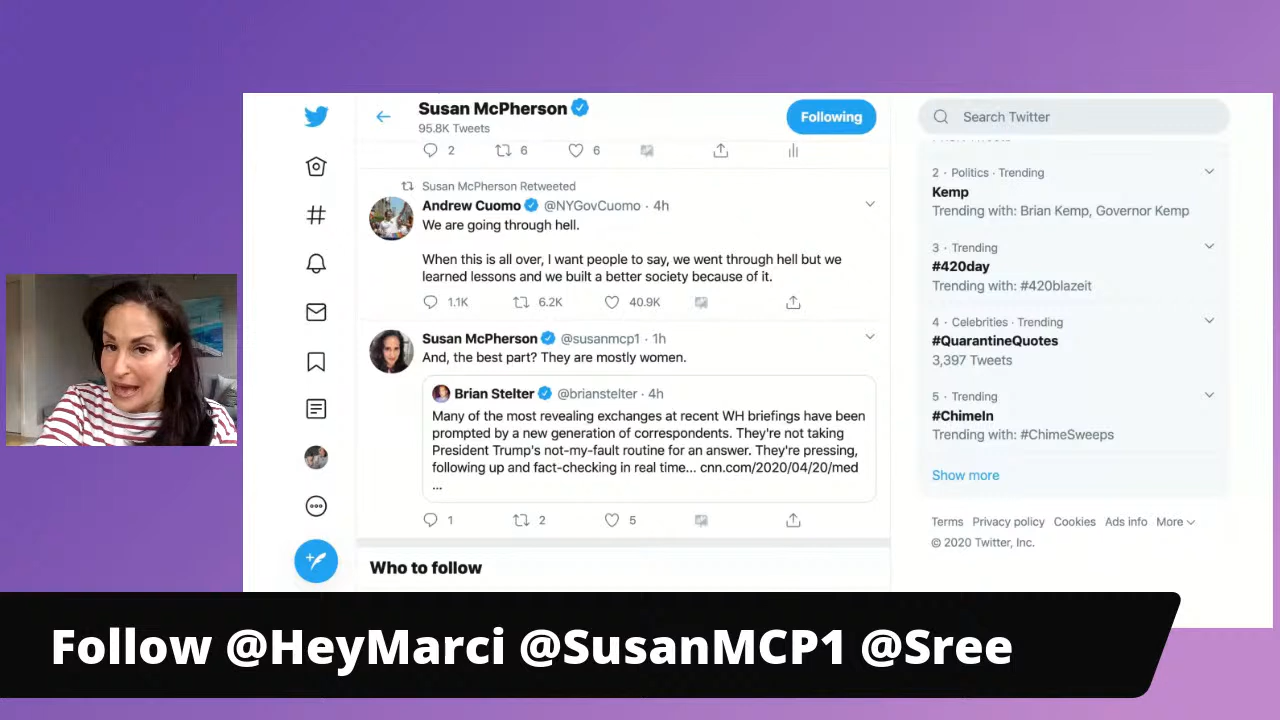 Susan McPherson
95.8K Tweets
Following
Search Twitter
2 6 6
Susan McPherson Retweeted
Andrew Cuomo @NYGovCuomo · 4h
We are going through hell.
When this is all over, I want people to say, we went through hell but we
learned lessons and we built a better society because of it.
1.1K 6.2K 40.9K
Susan McPherson @susanmcp1 · 1h
And, the best part? They are mostly women.
Brian Stelter @brianstelter · 4h
Many of the most revealing exchanges at recent WH briefings have been
prompted by a new generation of correspondents. They're not taking
President Trump's not-my-fault routine for an answer. They're pressing,
following up and fact-checking in real time... cnn.com/2020/04/20/med
...
1 2 5
Who to follow
2 · Politics · Trending
Kemp
Trending with: Brian Kemp, Governor Kemp
3 · Trending
#420day
Trending with: #420blazeit
4 · Celebrities · Trending
#QuarantineQuotes
3,397 Tweets
5 · Trending
#ChimeIn
Trending with: #ChimeSweeps
Show more
Terms Privacy policy Cookies Ads info More
© 2020 Twitter, Inc.
Follow @HeyMarci @SusanMCP1 @Sree